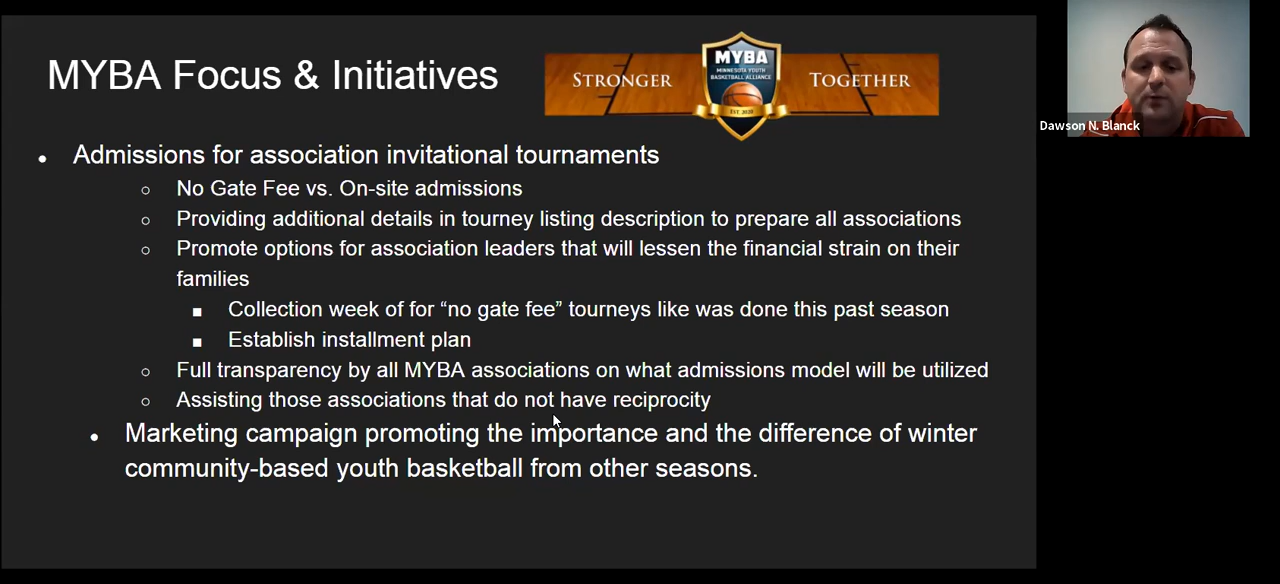 MYBA Focus & Initiatives
STRONGER
MYBA
MINNESOTA YOUTH
BASKETBALL ALLIANCE
EST 2020
TOGETHER
Dawson N. Blanck
• Admissions for association invitational tournaments
○ No Gate Fee vs. On-site admissions
○ Providing additional details in tourney listing description to prepare all associations
○ Promote options for association leaders that will lessen the financial strain on their
families
■ Collection week of for “no gate fee” tourneys like was done this past season
■ Establish installment plan
○ Full transparency by all MYBA associations on what admissions model will be utilized
○ Assisting those associations that do not have reciprocity
• Marketing campaign promoting the importance and the difference of winter
community-based youth basketball from other seasons.